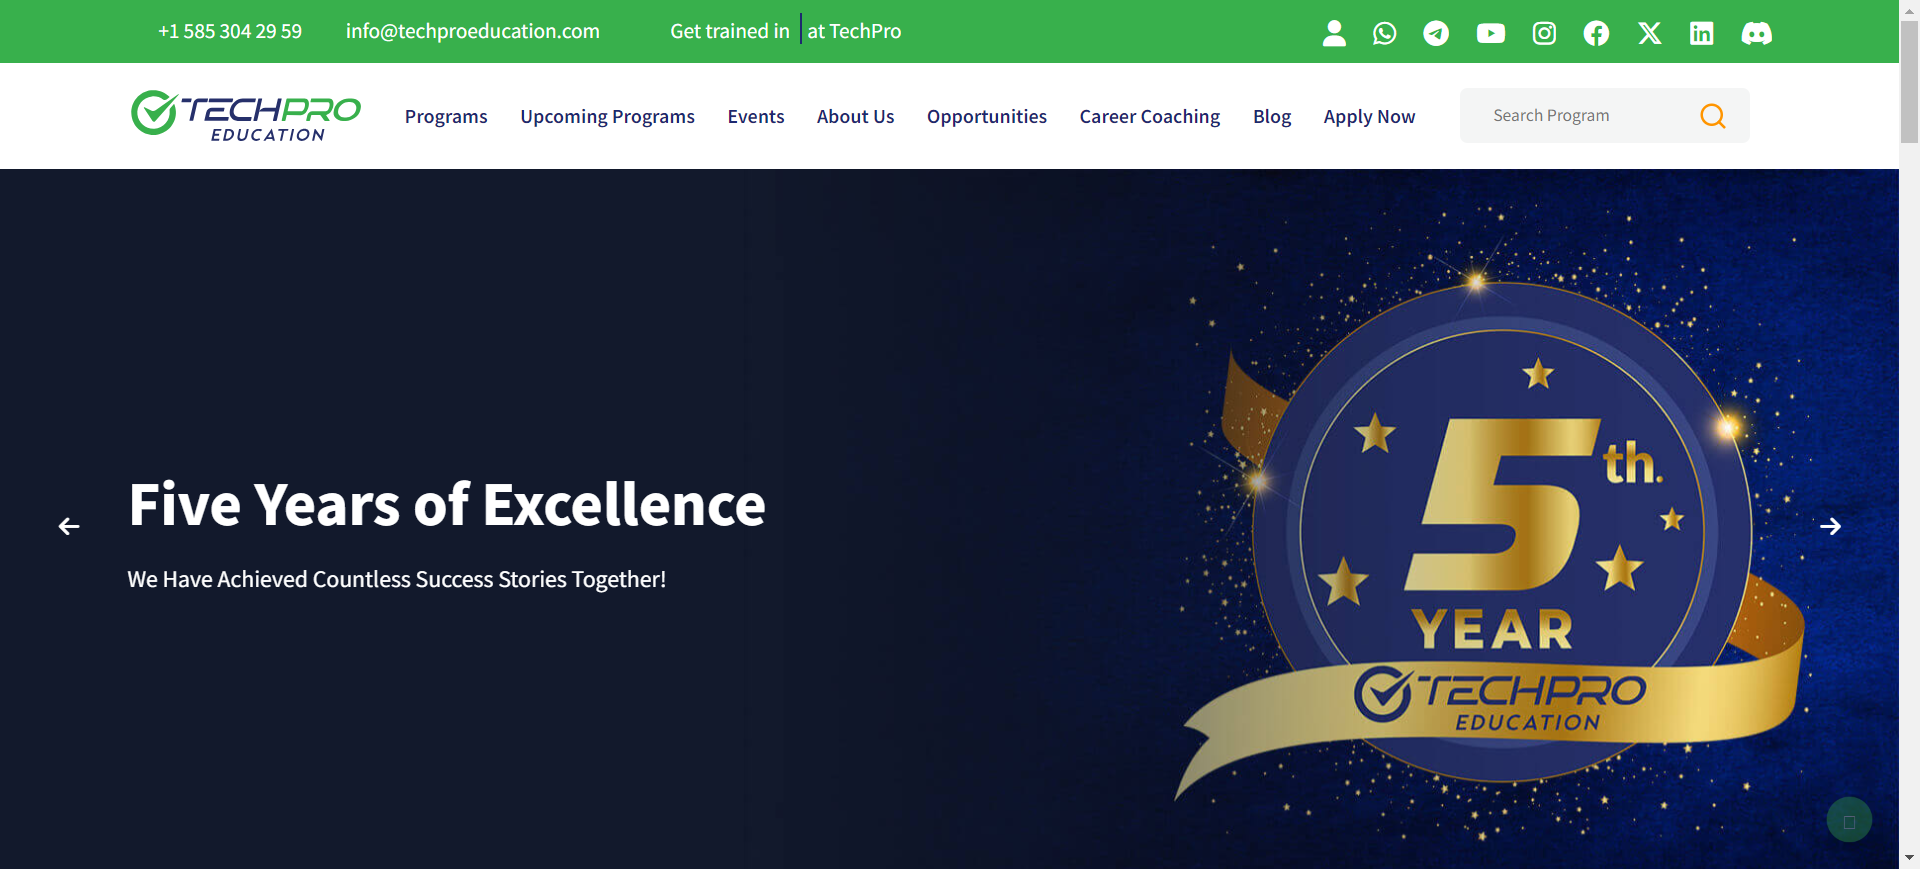 +1 585 304 29 59
info@techproeducation.com
Get trained in | at TechPro
TECHPRO
EDUCATION
Programs
Upcoming Programs
Events
About Us
Opportunities
Career Coaching
Blog
Apply Now
Search Program
Five Years of Excellence
We Have Achieved Countless Success Stories Together!
5th.
YEAR
TECHPRO
EDUCATION